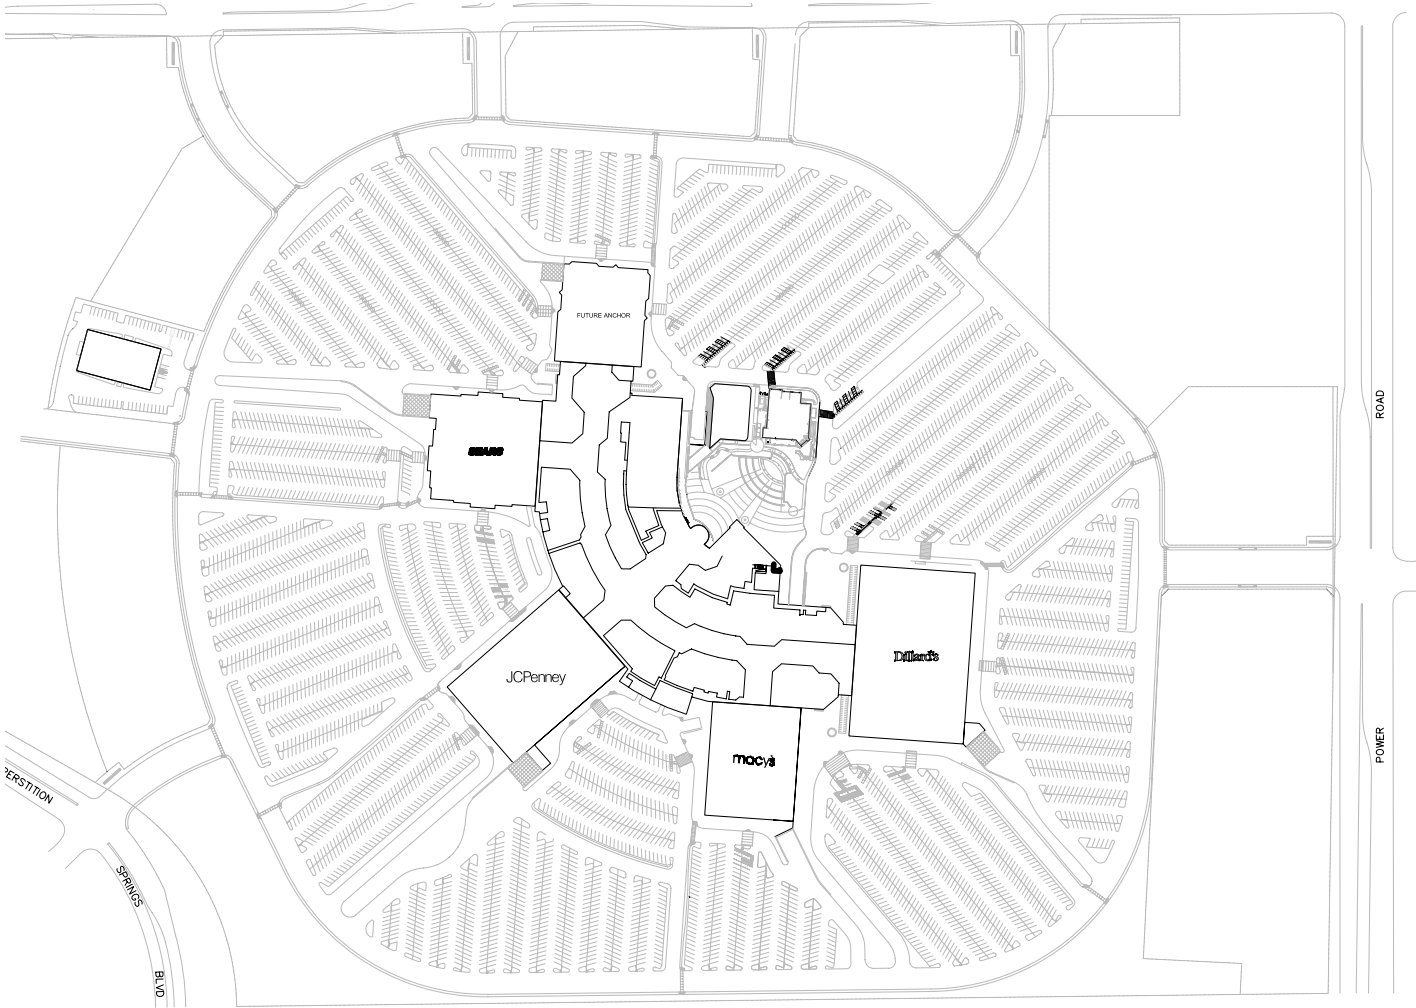 FUTURE ANCHOR
ROAD
SEARS
Dillard's
JCPenney
POWER
macy's
PERSTITION
SPRINGS
BLVD